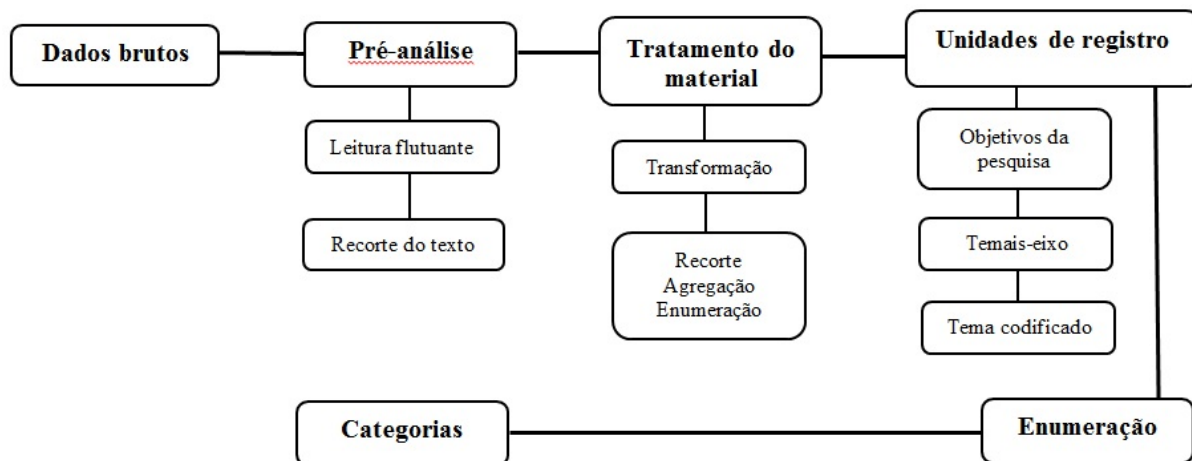 Dados brutos
Pré-análise
Leitura flutuante
Recorte do texto
Tratamento do
material
Transformação
Recorte
Agregação
Enumeração
Unidades de registro
Objetivos da
pesquisa
Temais-eixo
Tema codificado
Categorias
Enumeração